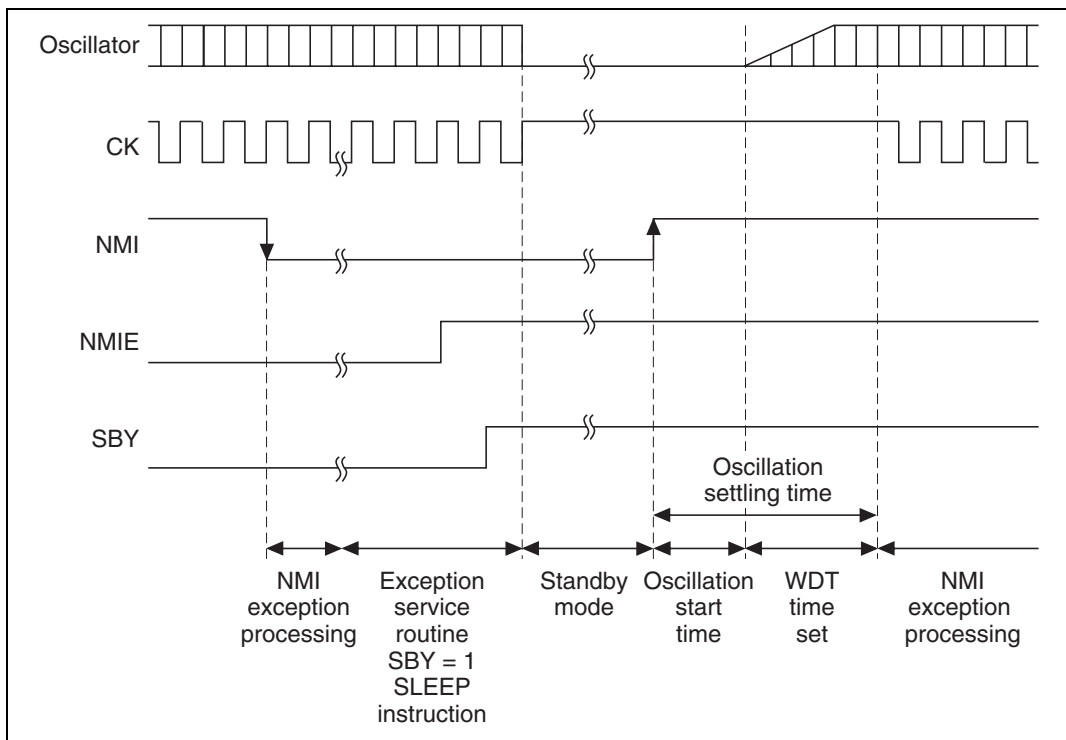 Oscillator
CK
NMI
NMIE
SBY
Oscillation
settling time
NMI
exception
processing
Exception
service
routine
SBY = 1
SLEEP
instruction
Standby
mode
Oscillation
start
time
WDT
time
set
NMI
exception
processing